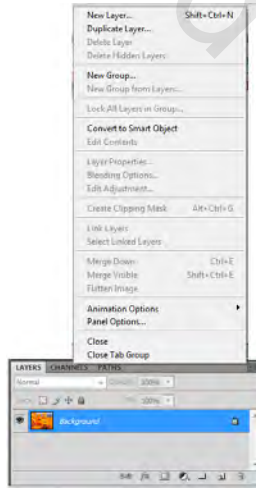 New Layer... Shift+Ctrl+N
Duplicate Layer...
Delete Layer
Delete Hidden Layers
New Group...
New Group from Layers...
Lock All Layers in Group...
Convert to Smart Object
Edit Contents
Layer Properties...
Blending Options...
Edit Adjustment...
Create Clipping Mask Alt+Ctrl+G
Link Layers
Select Linked Layers
Merge Down Ctrl+E
Merge Visible Shift+Ctrl+E
Flatten Image
Animation Options
Panel Options...
Close
Close Tab Group
LAYERS CHANNELS PATHS
Normal 100%
100%
Background